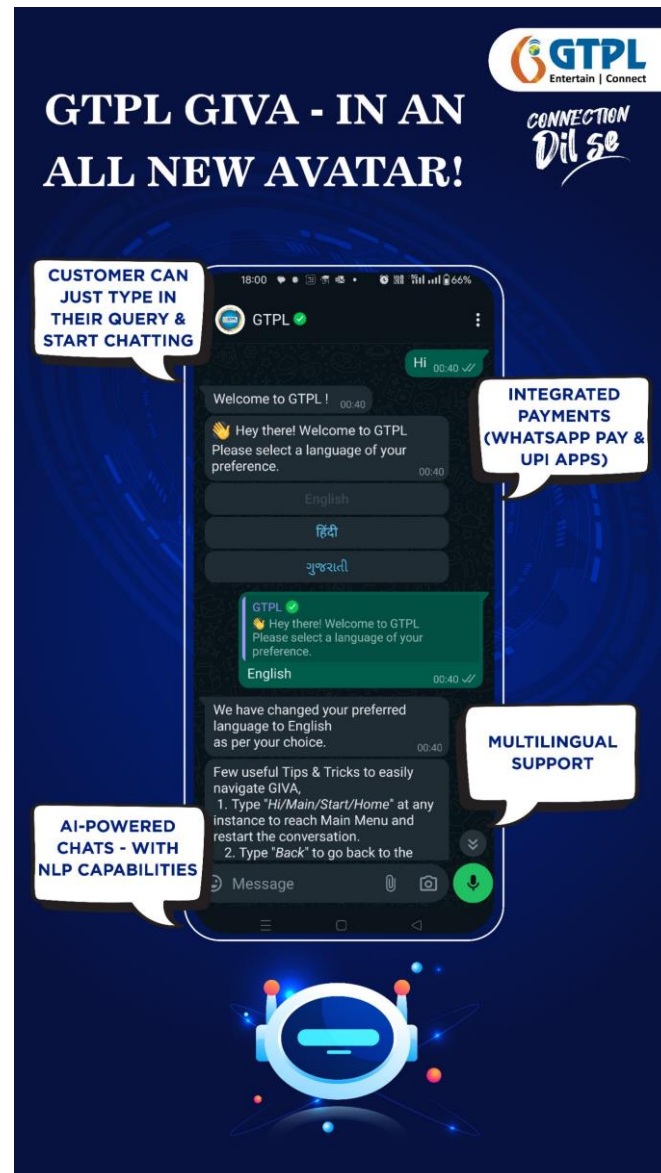 GTPL
Entertain | Connect
CONNECTION
Dil se
GTPL GIVA - IN AN
ALL NEW AVATAR!
CUSTOMER CAN
JUST TYPE IN
THEIR QUERY &
START CHATTING
18:00
66%
GTPL
Hi 00:40
Welcome to GTPL ! 00:40
👋 Hey there! Welcome to GTPL
Please select a language of your
preference.
00:40
English
हिंदी
ગુજરાતી
INTEGRATED
PAYMENTS
(WHATSAPP PAY &
UPI APPS)
GTPL
👋 Hey there! Welcome to GTPL
Please select a language of your
preference.
English
00:40
We have changed your preferred
language to English
as per your choice.
00:40
MULTILINGUAL
SUPPORT
Few useful Tips & Tricks to easily
navigate GIVA,
1. Type "Hi/Main/Start/Home" at any
instance to reach Main Menu and
restart the conversation.
2. Type "Back" to go back to the
AI-POWERED
CHATS - WITH
NLP CAPABILITIES
Message